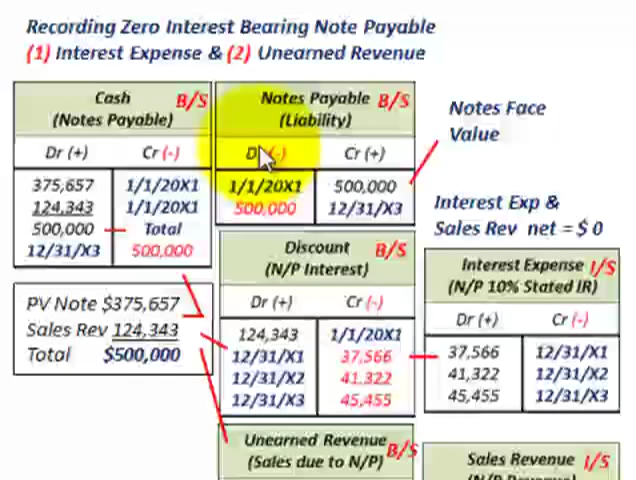 Recording Zero Interest Bearing Note Payable
(1) Interest Expense & (2) Unearned Revenue
Cash B/S
(Notes Payable)
Dr (+) Cr (-)
375,657 1/1/20X1
124,343 1/1/20X1
500,000 Total
12/31/X3 500,000
Notes Payable B/S
(Liability)
Dr (-) Cr (+)
1/1/20X1 500,000
500,000 12/31/X3
Notes Face
Value
Interest Exp &
Sales Rev net = $ 0
PV Note $375,657
Sales Rev 124,343
Total $500,000
Discount B/S
(N/P Interest)
Dr (+) Cr (-)
124,343 1/1/20X1
12/31/X1 37,566
12/31/X2 41,322
12/31/X3 45,455
Interest Expense I/S
(N/P 10% Stated IR)
Dr (+) Cr (-)
37,566 12/31/X1
41,322 12/31/X2
45,455 12/31/X3
Unearned Revenue B/S
(Sales due to N/P)
Sales Revenue I/S
(N/P Revenue)